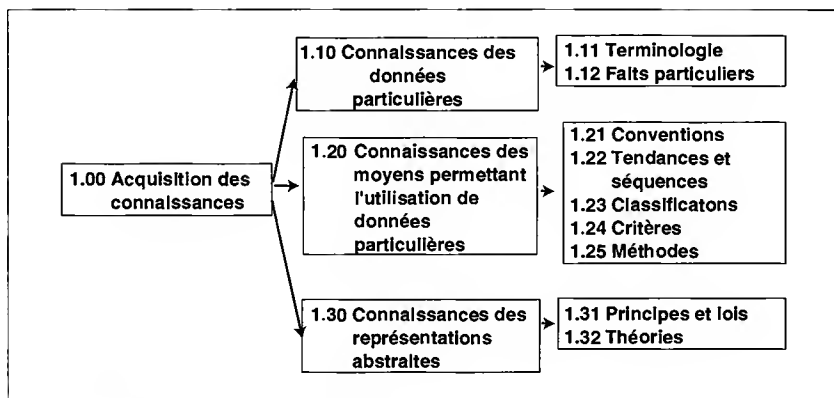 1.00 Acquisition des
connaissances
1.10 Connaissances des
données
particulières
1.11 Terminologie
1.12 Faits particuliers
1.20 Connaissances des
moyens permettant
l'utilisation de
données
particulières
1.21 Conventions
1.22 Tendances et
séquences
1.23 Classificatons
1.24 Critères
1.25 Méthodes
1.30 Connaissances des
représentations
abstraites
1.31 Principes et lois
1.32 Théories